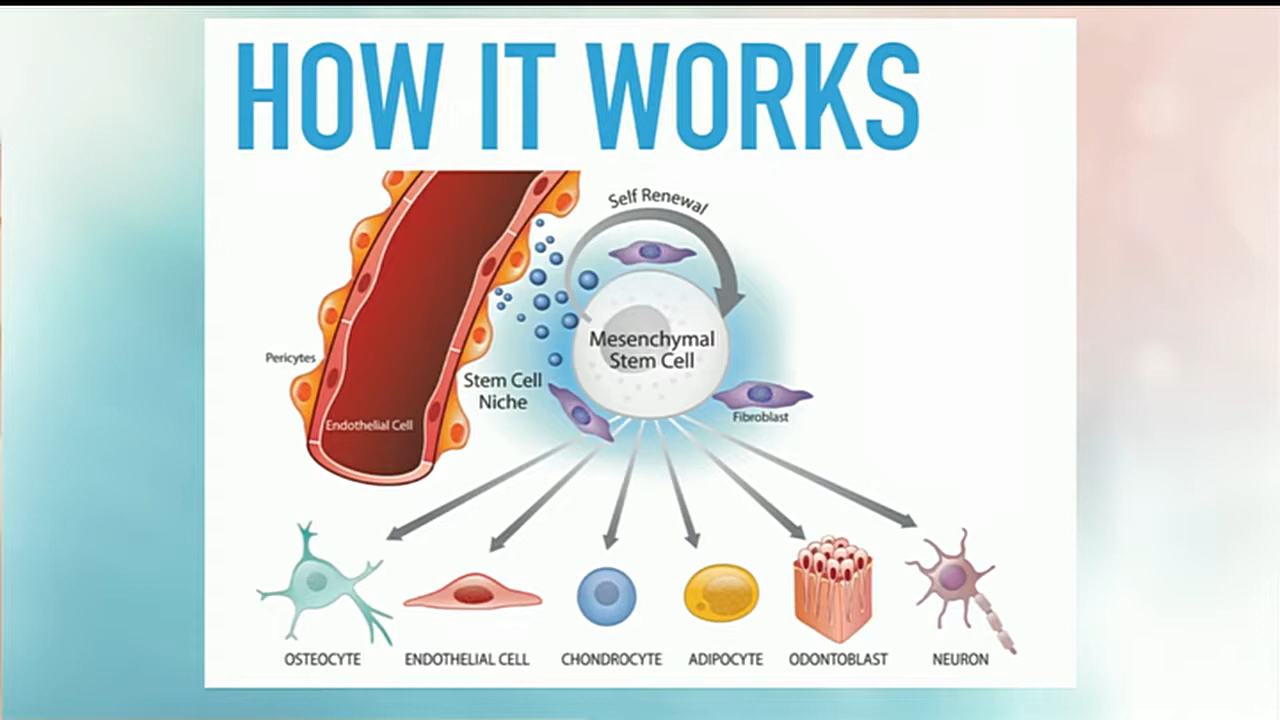 HOW IT WORKS
Self Renewal
Mesenchymal
Stem Cell
Pericytes
Stem Cell
Niche
Fibroblast
Endothelial Cell
OSTEOCYTE
ENDOTHELIAL CELL
CHONDROCYTE
ADIPOCYTE
ODONTOBLAST
NEURON